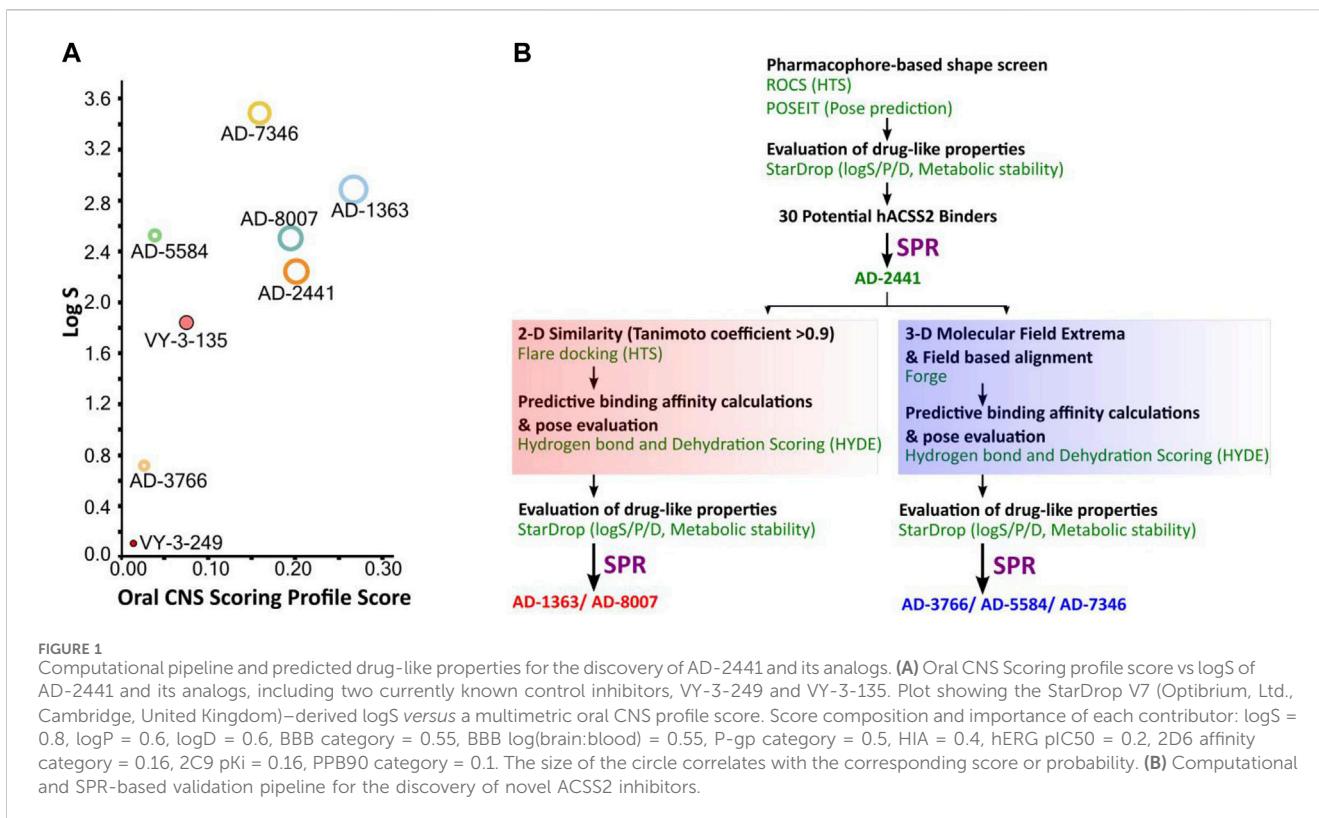 A
3.6
3.2
2.8
2.4
2.0
1.6
1.2
0.8
0.4
0.0
Log S
AD-7346
AD-1363
AD-8007
AD-5584
AD-2441
VY-3-135
AD-3766
VY-3-249
0.00 0.10 0.20 0.30
Oral CNS Scoring Profile Score
B
Pharmacophore-based shape screen
ROCS (HTS)
POSEIT (Pose prediction)
Evaluation of drug-like properties
StarDrop (logS/P/D, Metabolic stability)
30 Potential hACSS2 Binders
SPR
AD-2441
2-D Similarity (Tanimoto coefficient >0.9)
Flare docking (HTS)
Predictive binding affinity calculations
& pose evaluation
Hydrogen bond and Dehydration Scoring (HYDE)
Evaluation of drug-like properties
StarDrop (logS/P/D, Metabolic stability)
SPR
AD-1363/ AD-8007
3-D Molecular Field Extrema
& Field based alignment
Forge
Predictive binding affinity calculations
& pose evaluation
Hydrogen bond and Dehydration Scoring (HYDE)
Evaluation of drug-like properties
StarDrop (logS/P/D, Metabolic stability)
SPR
AD-3766/ AD-5584/ AD-7346
FIGURE 1
Computational pipeline and predicted drug-like properties for the discovery of AD-2441 and its analogs. (A) Oral CNS Scoring profile score vs logS of
AD-2441 and its analogs, including two currently known control inhibitors, VY-3-249 and VY-3-135. Plot showing the StarDrop V7 (Optibrium, Ltd.,
Cambridge, United Kingdom)–derived logS versus a multimetric oral CNS profile score. Score composition and importance of each contributor: logS =
0.8, logP = 0.6, logD = 0.6, BBB category = 0.55, BBB log(brain:blood) = 0.55, P-gp category = 0.5, HIA = 0.4, hERG pIC50 = 0.2, 2D6 affinity
category = 0.16, 2C9 pKi = 0.16, PPB90 category = 0.1. The size of the circle correlates with the corresponding score or probability. (B) Computational
and SPR-based validation pipeline for the discovery of novel ACSS2 inhibitors.